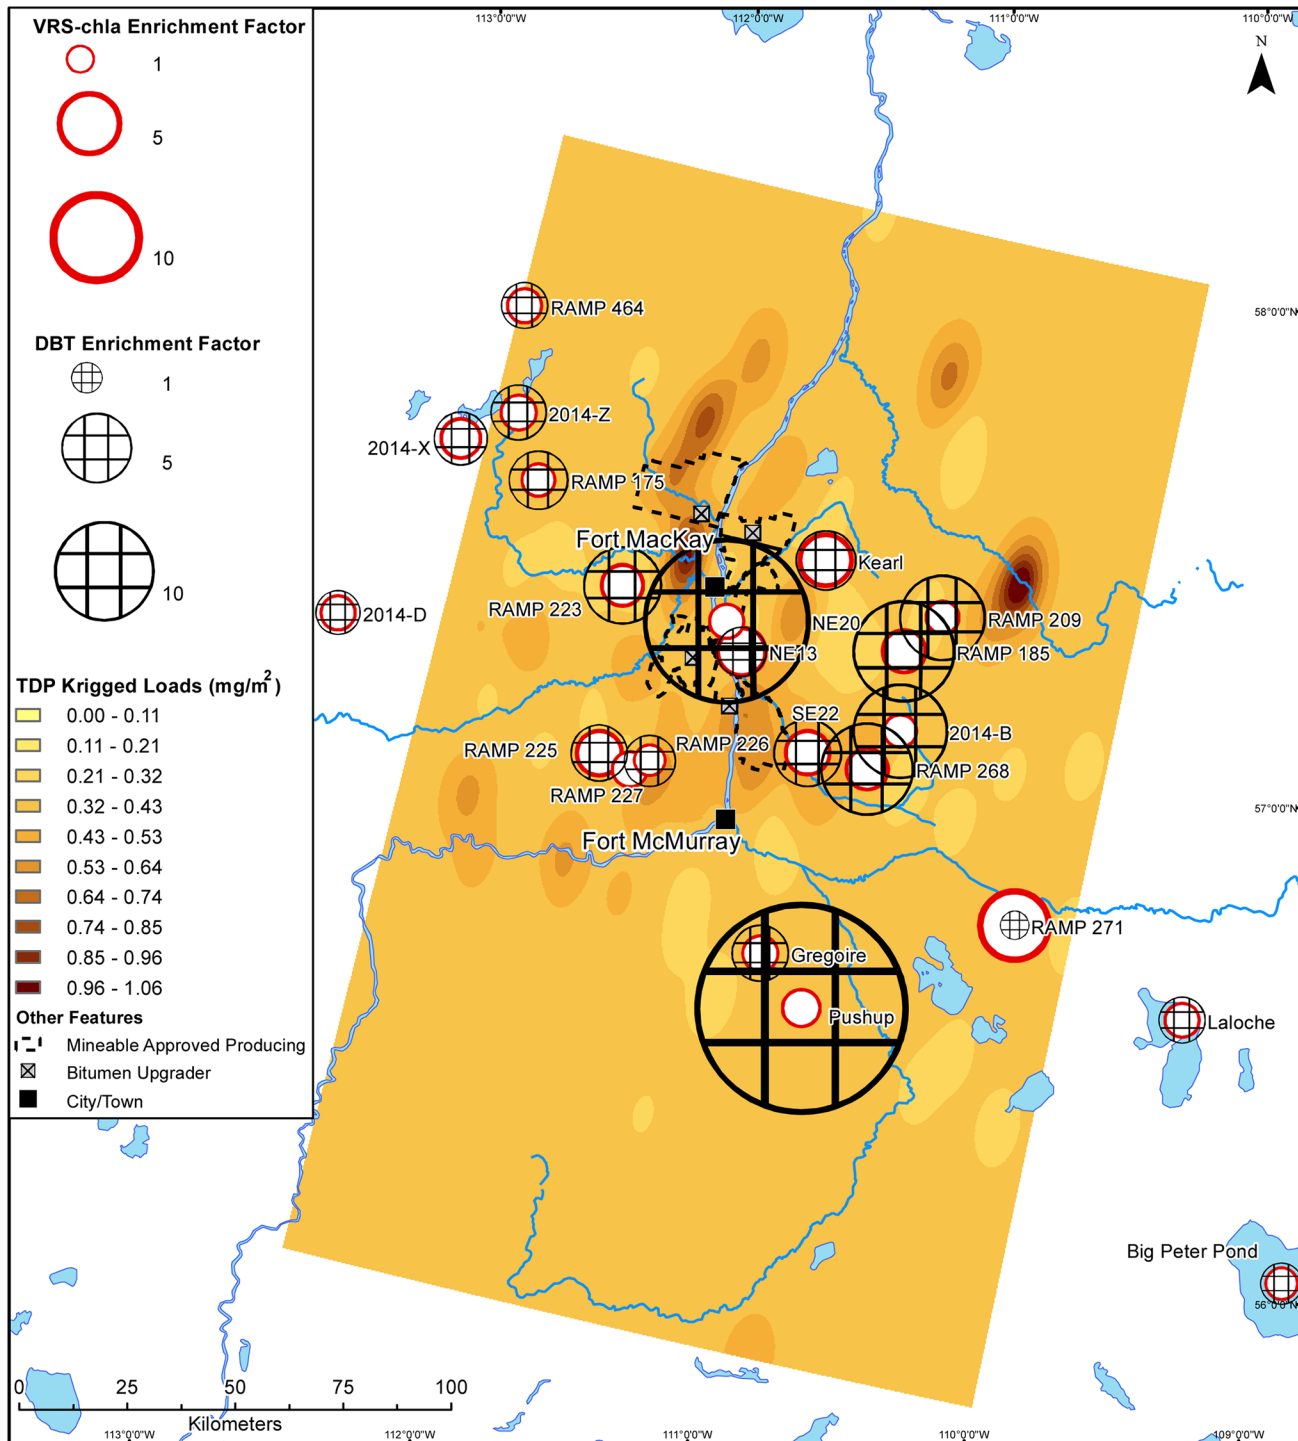 VRS-chla Enrichment Factor
1
5
10
DBT Enrichment Factor
1
5
10
TDP Krigged Loads (mg/m²)
0.00 - 0.11
0.11 - 0.21
0.21 - 0.32
0.32 - 0.43
0.43 - 0.53
0.53 - 0.64
0.64 - 0.74
0.74 - 0.85
0.85 - 0.96
0.96 - 1.06
Other Features
Mineable Approved Producing
Bitumen Upgrader
City/Town
113°0'0"W
112°0'0"W
111°0'0"W
110°0'0"W
N
58°0'0"N
RAMP 464
2014-Z
2014-X
RAMP 175
Fort MacKay
Kearl
RAMP 223
2014-D
NE20
RAMP 209
NE13
RAMP 185
SE22
2014-B
RAMP 225
RAMP 226
RAMP 268
RAMP 227
57°0'0"N
Fort McMurray
RAMP 271
Gregoire
Pushup
Laloche
Big Peter Pond
56°0'0"N
0 25 50 75 100
Kilometers
113°0'0"W
112°0'0"W
111°0'0"W
110°0'0"W
109°0'0"W